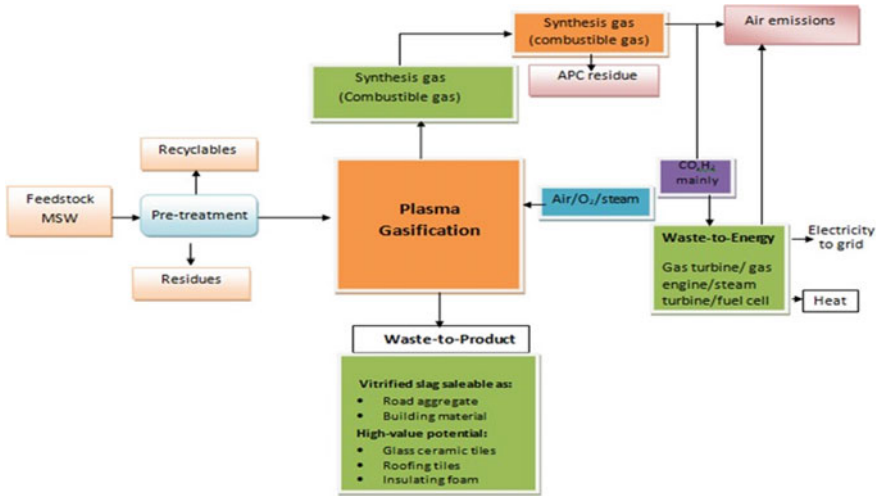 Synthesis gas
(combustible gas)
Air emissions
Synthesis gas
(Combustible gas)
APC residue
Recyclables
Feedstock
MSW
Pre-treatment
Plasma
Gasification
Air/O₂/steam
CO,H₂
mainly
Residues
Waste-to-Energy
Gas turbine/ gas
engine/steam
turbine/fuel cell
Electricity
to grid
Heat
Waste-to-Product
Vitrified slag saleable as:
• Road aggregate
• Building material
High-value potential:
• Glass ceramic tiles
• Roofing tiles
• Insulating foam